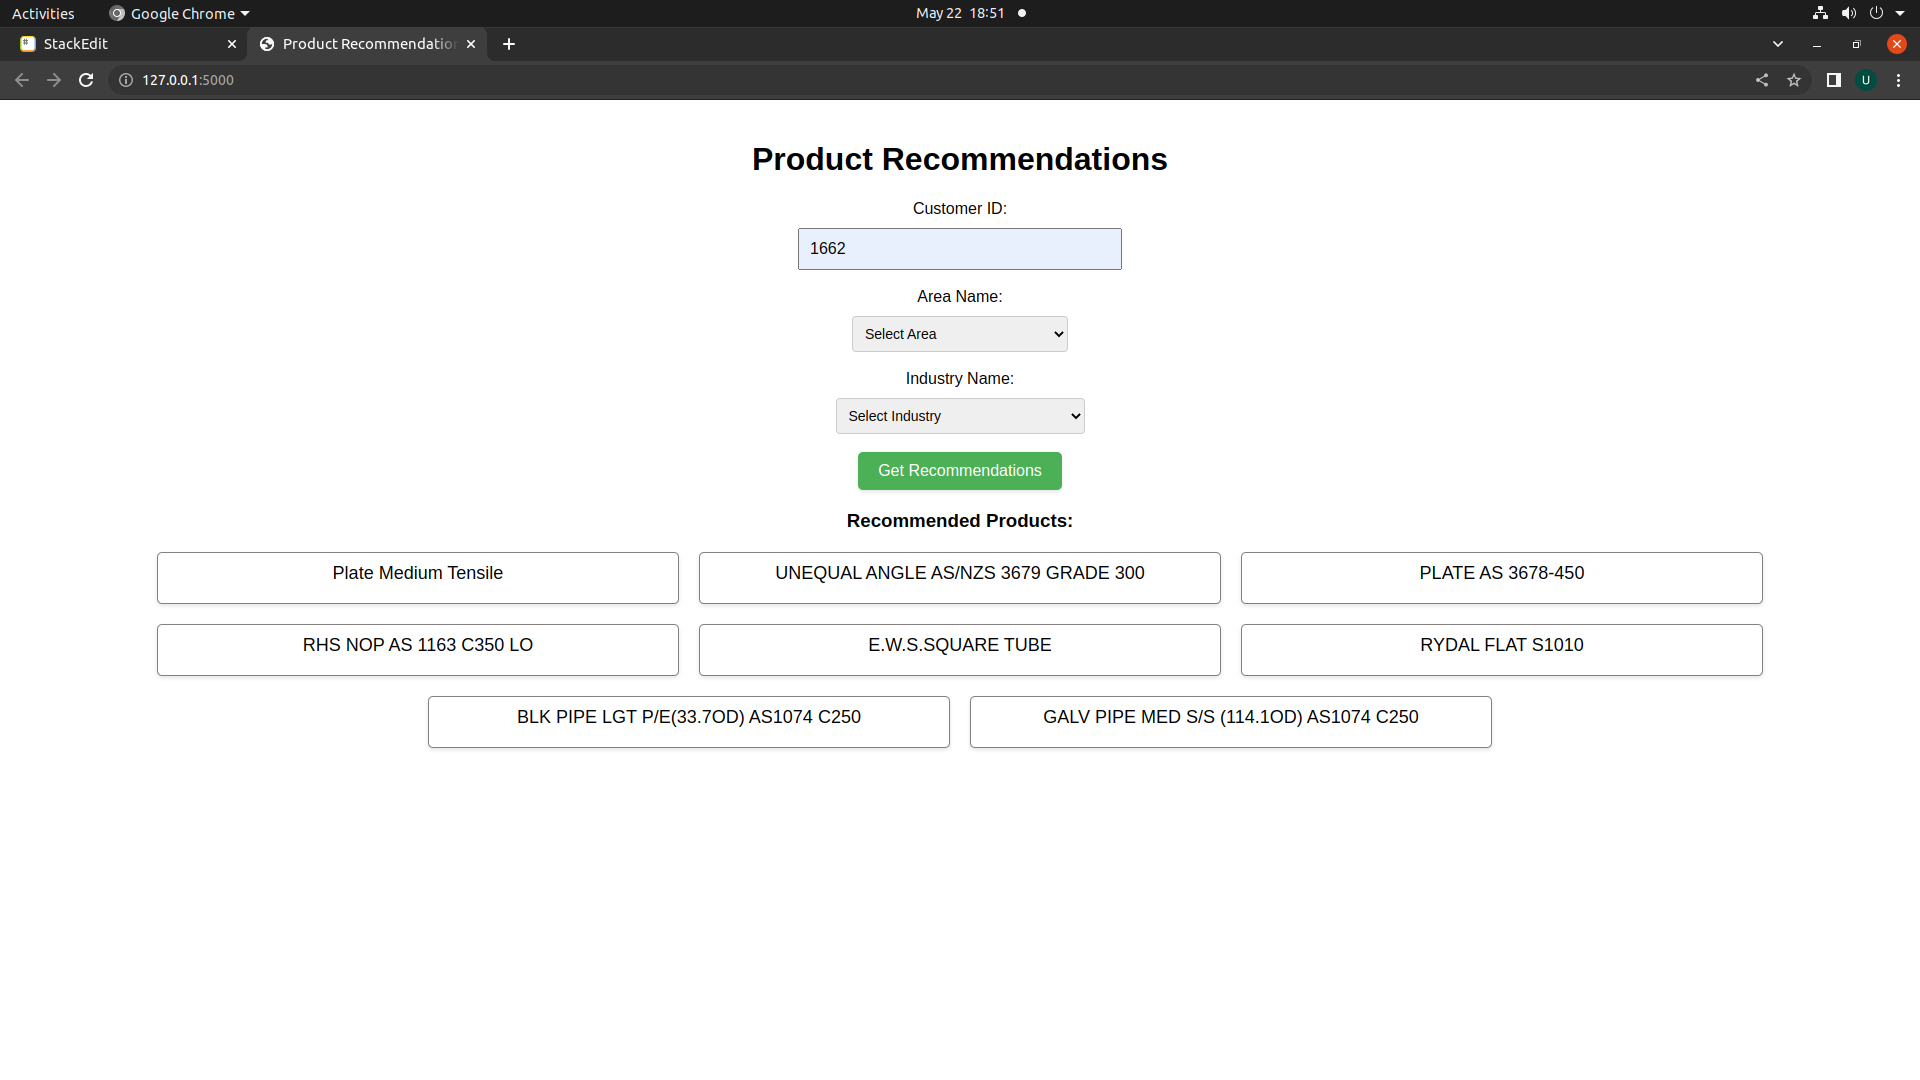 Activities Google Chrome May 22 18:51
StackEdit Product Recommendatio
127.0.0.1:5000 U
Product Recommendations
Customer ID:
1662
Area Name:
Select Area
Industry Name:
Select Industry
Get Recommendations
Recommended Products:
Plate Medium Tensile UNEQUAL ANGLE AS/NZS 3679 GRADE 300 PLATE AS 3678-450
RHS NOP AS 1163 C350 LO E.W.S.SQUARE TUBE RYDAL FLAT S1010
BLK PIPE LGT P/E(33.7OD) AS1074 C250 GALV PIPE MED S/S (114.1OD) AS1074 C250